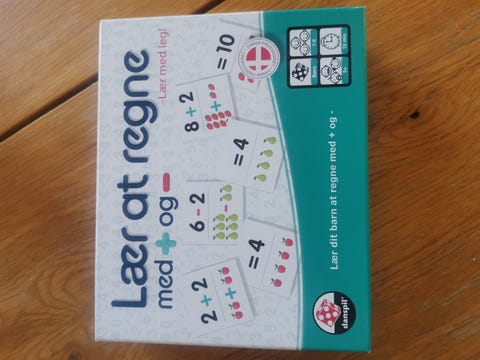 Lær at regne
-Lær med leg!
med + og -
2 + 2
= 4
6 - 2
= 4
8 + 2
= 10
Lær dit barn at regne med + og -
danspil